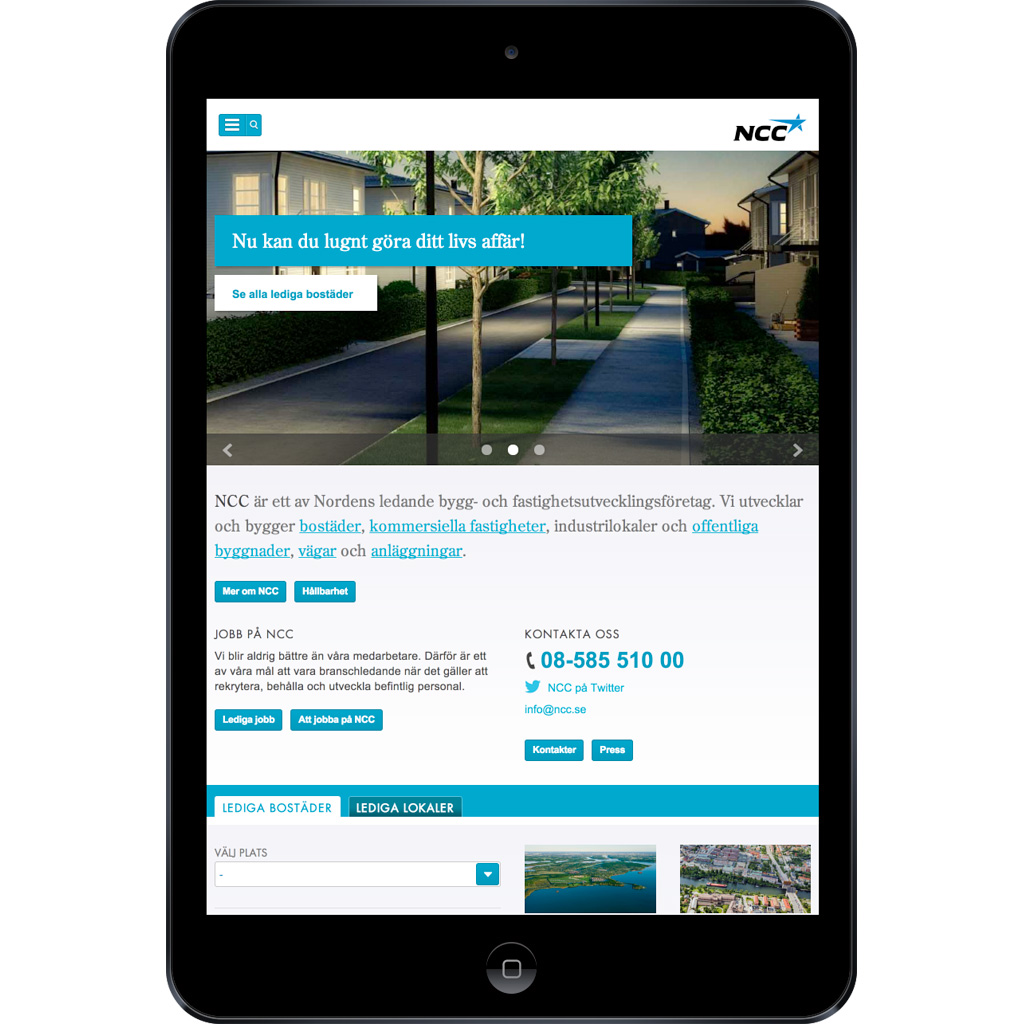 NCC
Nu kan du lugnt göra ditt livs affär!
Se alla lediga bostäder
NCC är ett av Nordens ledande bygg- och fastighetsutvecklingsföretag. Vi utvecklar
och bygger bostäder, kommersiella fastigheter, industrilokaler och offentliga
byggnader, vägar och anläggningar.
Mer om NCC Hållbarhet
JOBB PÅ NCC
Vi blir aldrig bättre än våra medarbetare. Därför är ett
av våra mål att vara branschledande när det gäller att
rekrytera, behålla och utveckla befintlig personal.
Lediga jobb Att jobba på NCC
KONTAKTA OSS
08-585 510 00
NCC på Twitter
info@ncc.se
Kontakter Press
LEDIGA BOSTÄDER LEDIGA LOKALER
VÄLJ PLATS
-